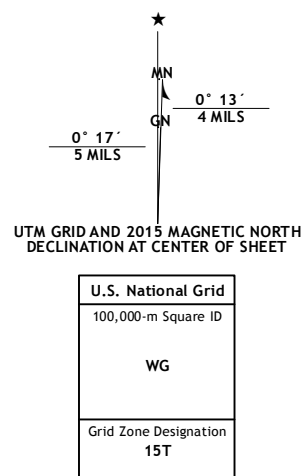 ★
MN
0° 13´
4 MILS
GN
0° 17´
5 MILS
UTM GRID AND 2015 MAGNETIC NORTH
DECLINATION AT CENTER OF SHEET
U.S. National Grid
100,000-m Square ID
WG
Grid Zone Designation
15T